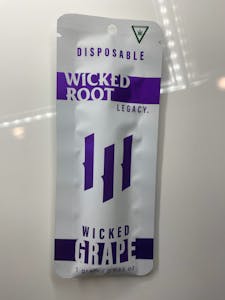 DISPOSABLE
WICKED
ROOT
LEGACY.
WICKED
GRAPE